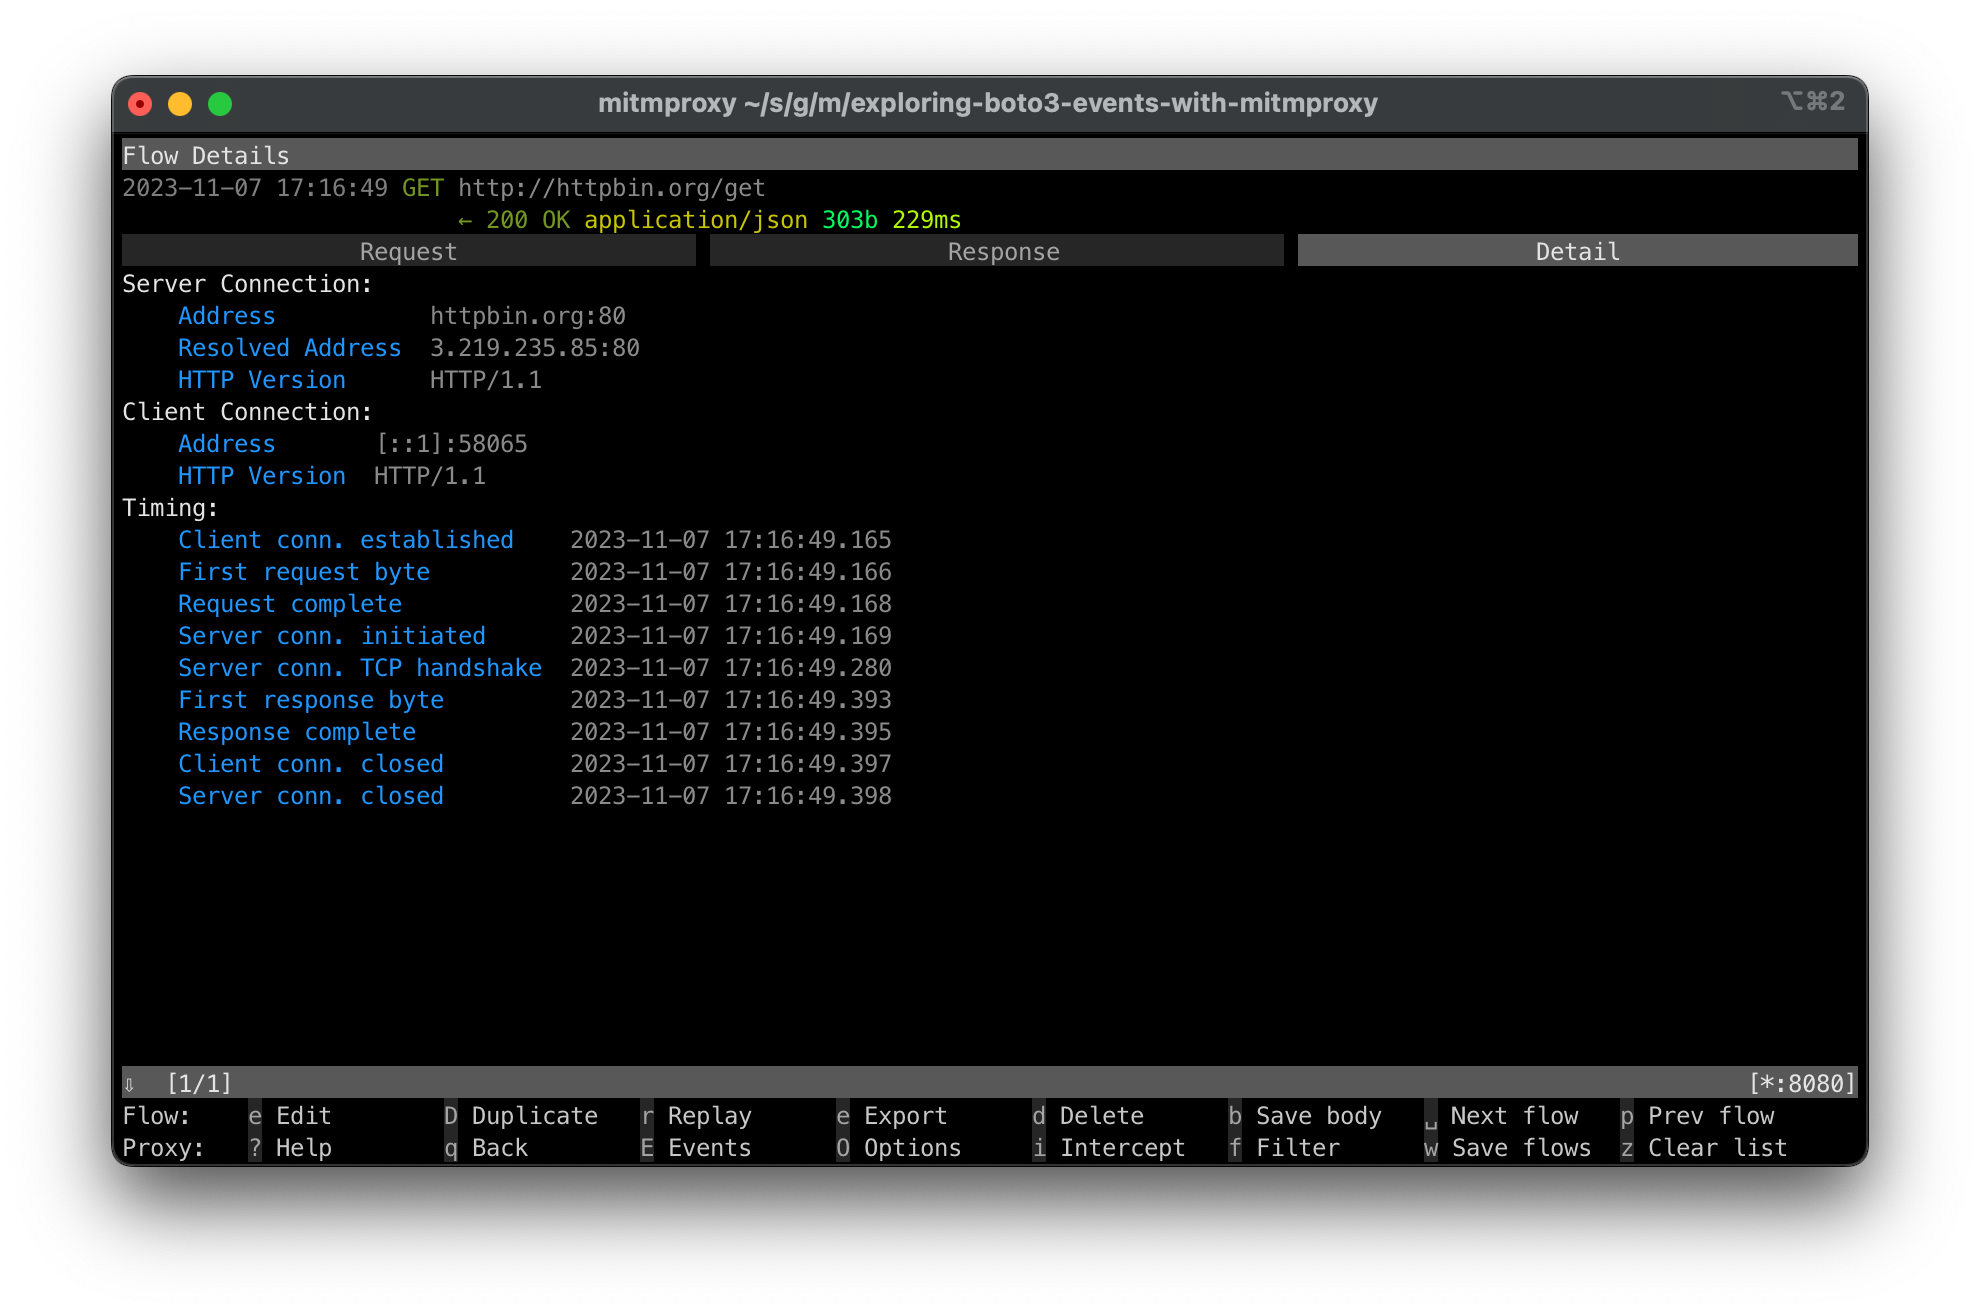 mitmproxy ~/s/g/m/exploring-boto3-events-with-mitmproxy ⌥⌘2
Flow Details
2023-11-07 17:16:49 GET http://httpbin.org/get
← 200 OK application/json 303b 229ms
Request Response Detail
Server Connection:
Address httpbin.org:80
Resolved Address 3.219.235.85:80
HTTP Version HTTP/1.1
Client Connection:
Address [::1]:58065
HTTP Version HTTP/1.1
Timing:
Client conn. established 2023-11-07 17:16:49.165
First request byte 2023-11-07 17:16:49.166
Request complete 2023-11-07 17:16:49.168
Server conn. initiated 2023-11-07 17:16:49.169
Server conn. TCP handshake 2023-11-07 17:16:49.280
First response byte 2023-11-07 17:16:49.393
Response complete 2023-11-07 17:16:49.395
Client conn. closed 2023-11-07 17:16:49.397
Server conn. closed 2023-11-07 17:16:49.398
⇩ [1/1] [*:8080]
Flow: e Edit D Duplicate r Replay e Export d Delete b Save body ␣ Next flow p Prev flow
Proxy: ? Help q Back E Events O Options i Intercept f Filter w Save flows z Clear list